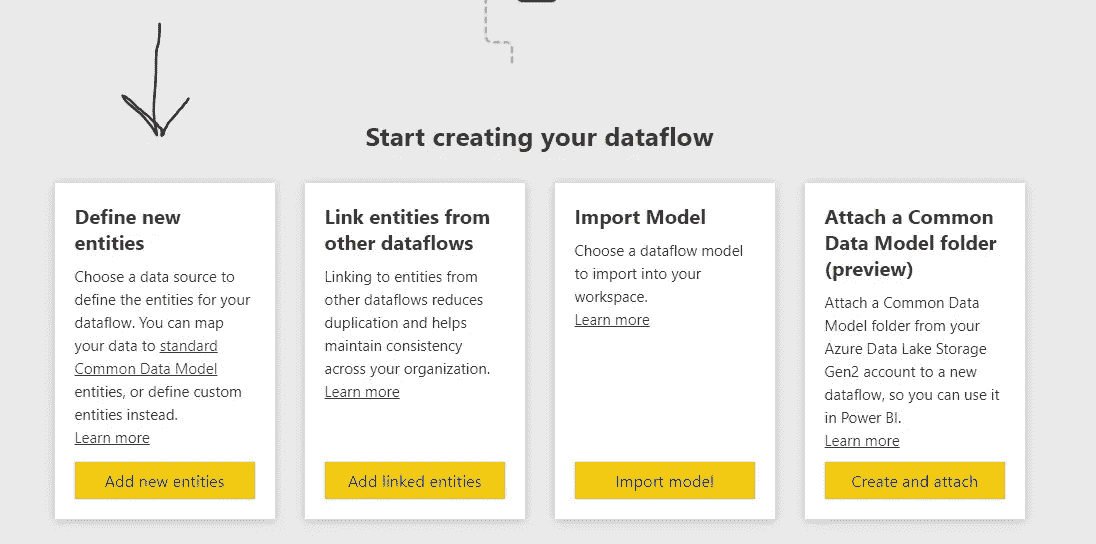 Start creating your dataflow
Define new
entities
Choose a data source to
define the entities for your
dataflow. You can map
your data to standard
Common Data Model
entities, or define custom
entities instead.
Learn more
Add new entities
Link entities from
other dataflows
Linking to entities from
other dataflows reduces
duplication and helps
maintain consistency
across your organization.
Learn more
Add linked entities
Import Model
Choose a dataflow model
to import into your
workspace.
Learn more
Import model
Attach a Common
Data Model folder
(preview)
Attach a Common Data
Model folder from your
Azure Data Lake Storage
Gen2 account to a new
dataflow, so you can use it
in Power BI.
Learn more
Create and attach